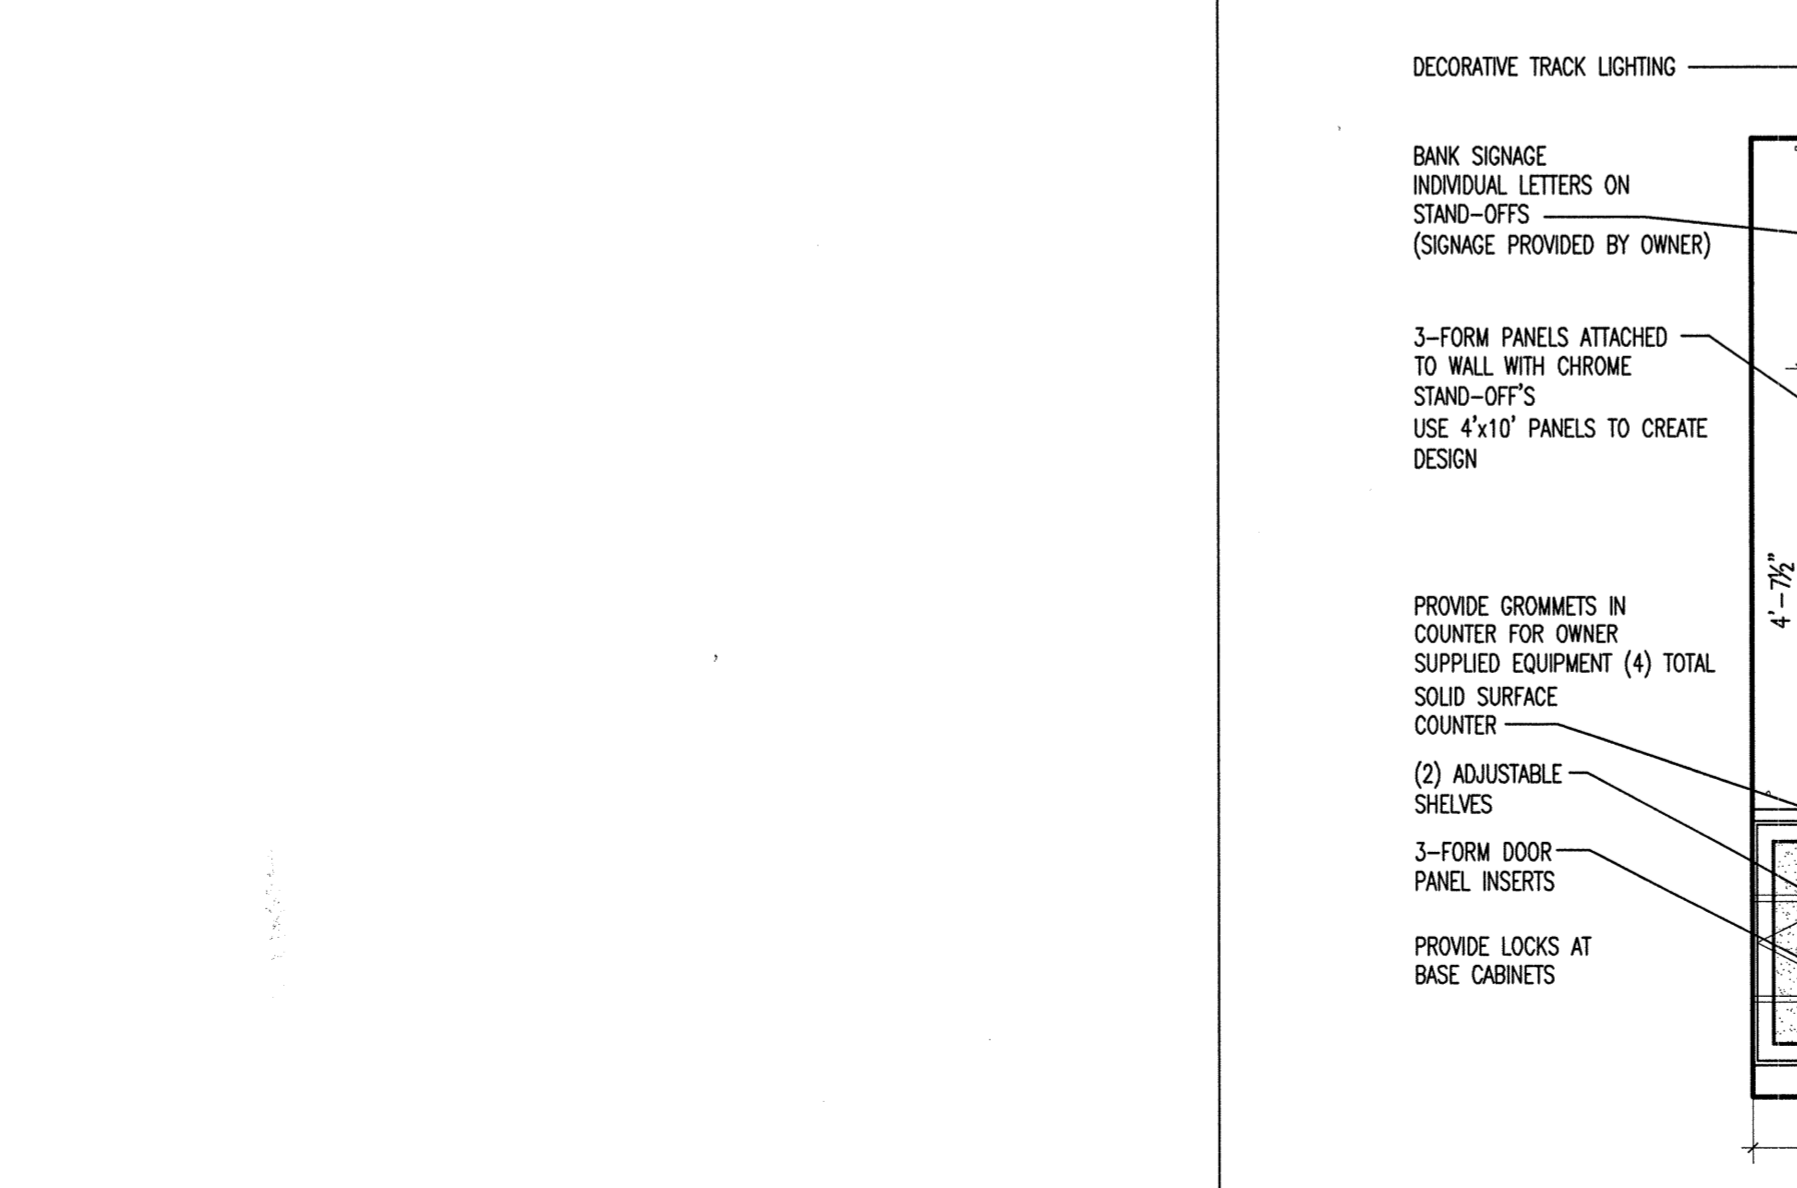 DECORATIVE TRACK LIGHTING
BANK SIGNAGE
INDIVIDUAL LETTERS ON
STAND-OFFS
(SIGNAGE PROVIDED BY OWNER)
3-FORM PANELS ATTACHED
TO WALL WITH CHROME
STAND-OFF'S
USE 4'x10' PANELS TO CREATE
DESIGN
4'-7½"
PROVIDE GROMMETS IN
COUNTER FOR OWNER
SUPPLIED EQUIPMENT (4) TOTAL
SOLID SURFACE
COUNTER
(2) ADJUSTABLE
SHELVES
3-FORM DOOR
PANEL INSERTS
PROVIDE LOCKS AT
BASE CABINETS